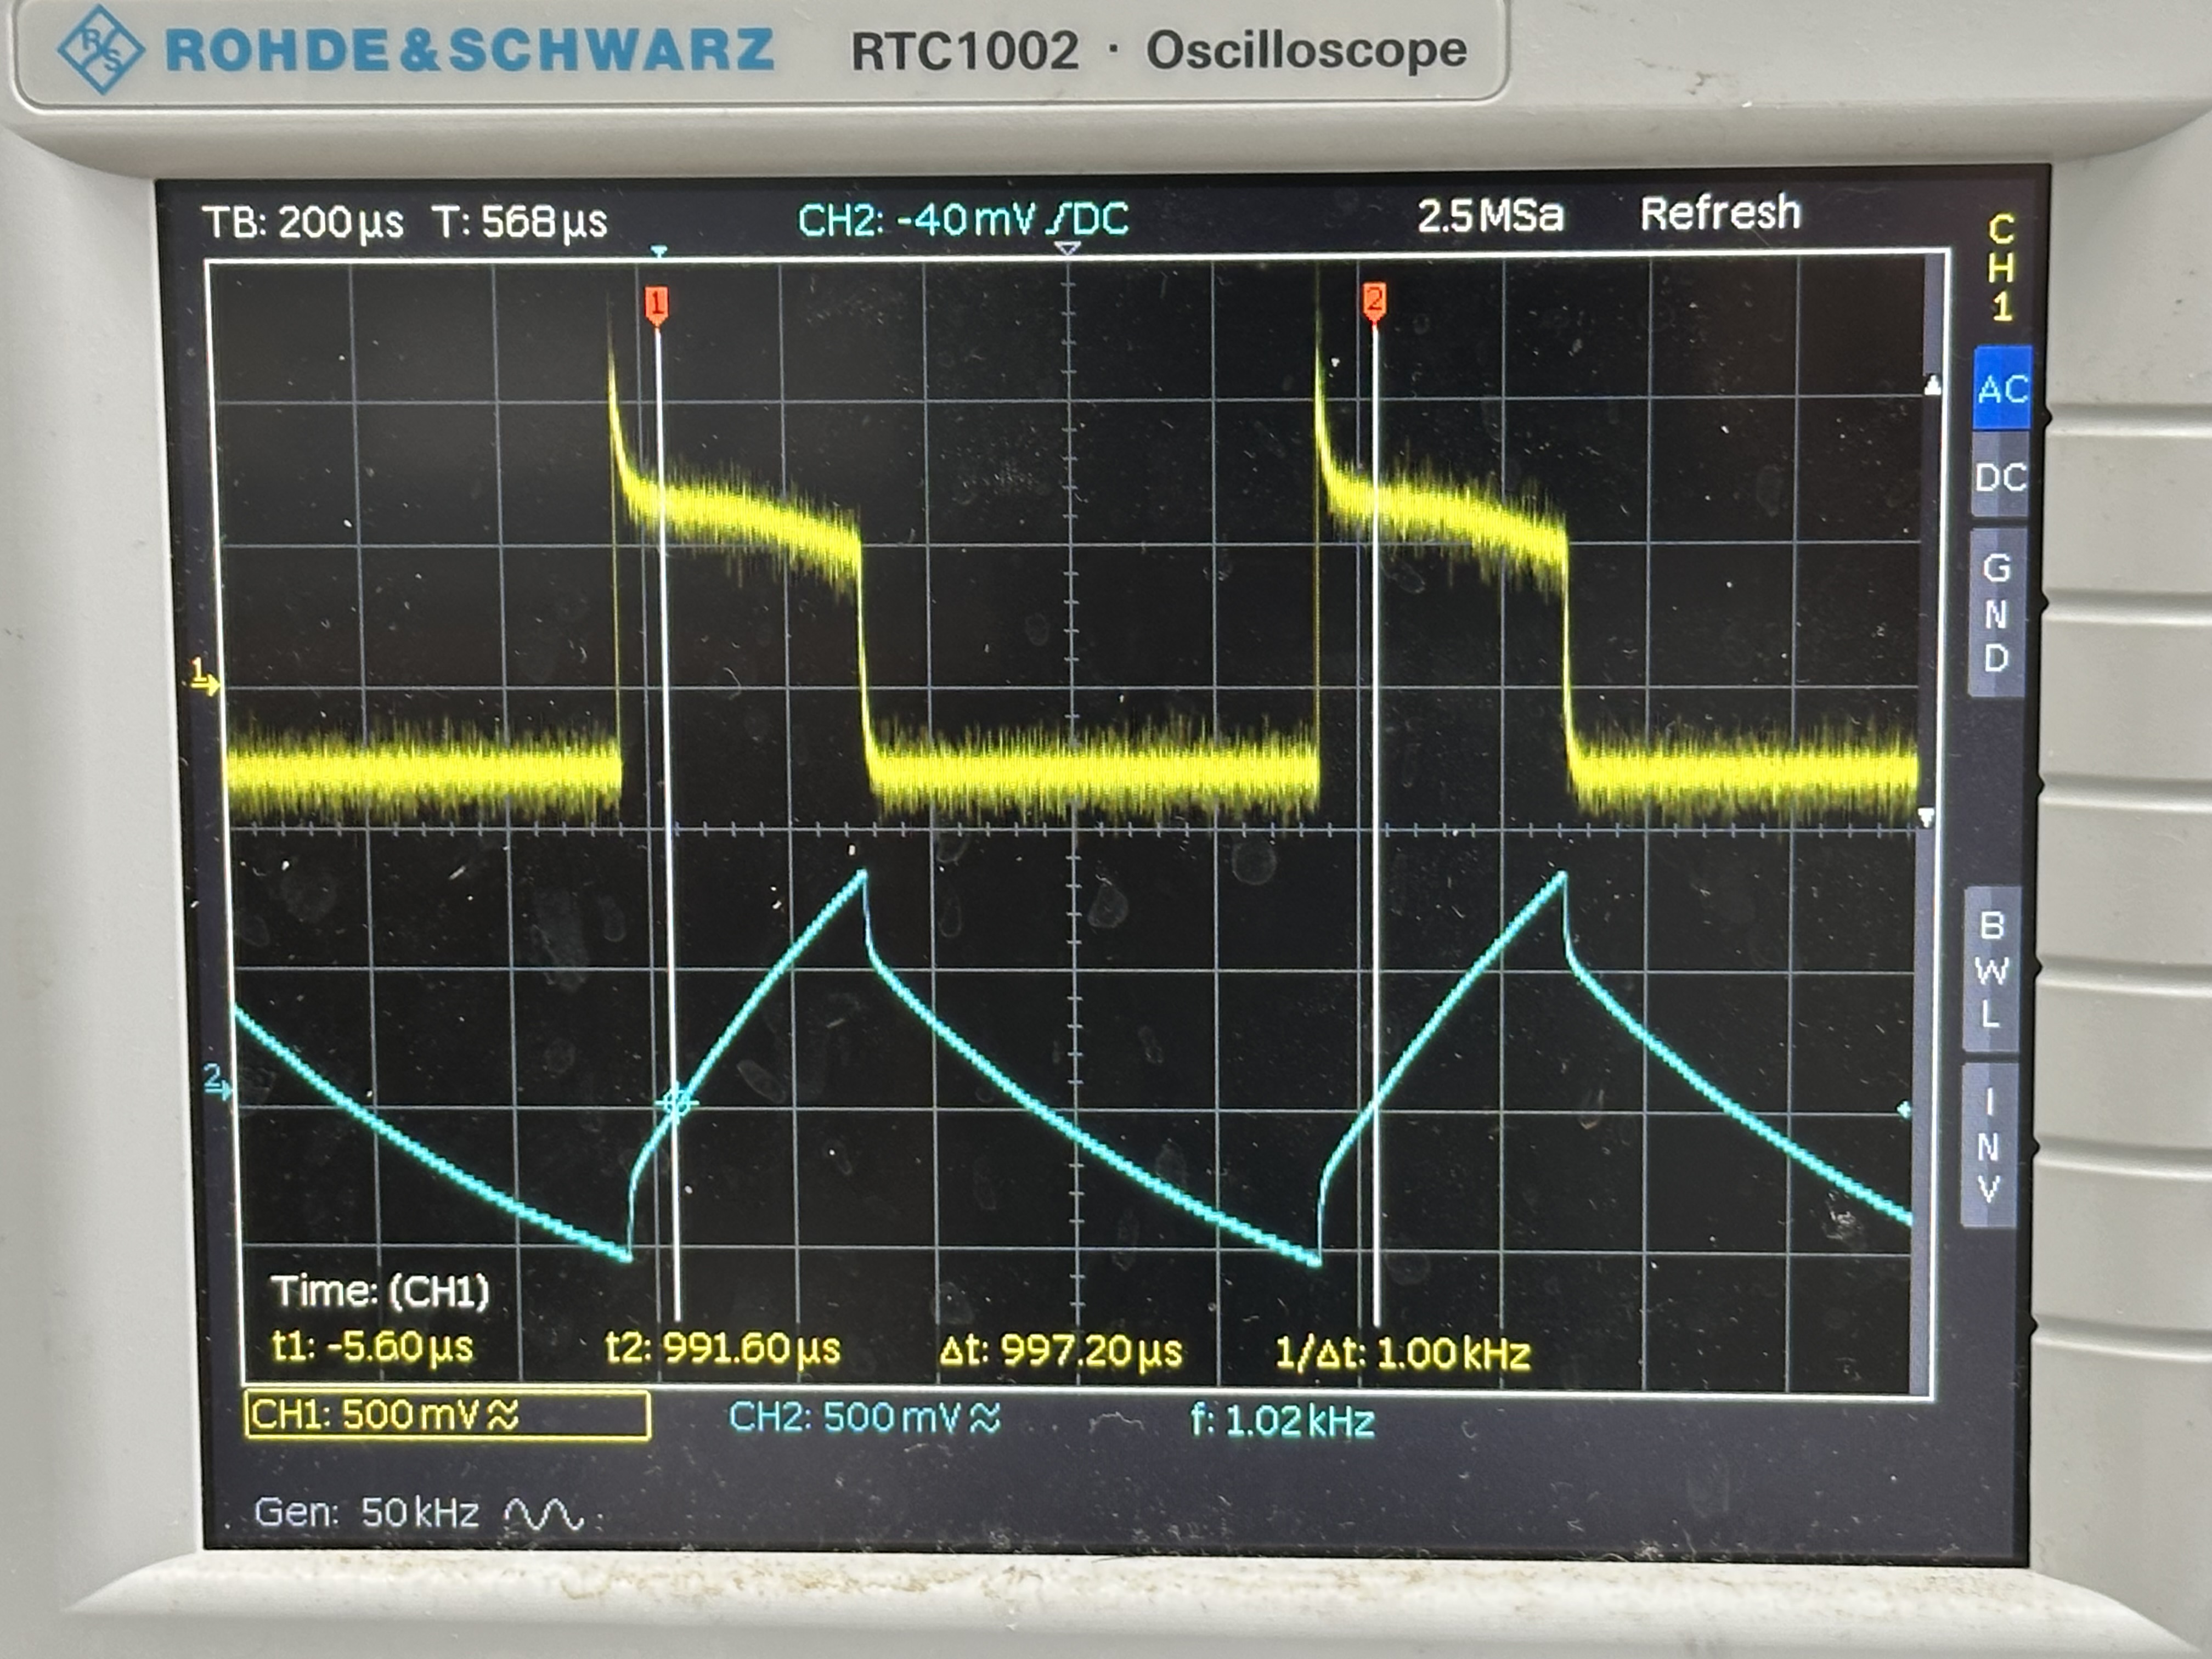 ROHDE&SCHWARZ RTC1002 · Oscilloscope
TB: 200µs T: 568µs CH2: -40mV DC 2.5MSa Refresh
CH1
1 2
AC
DC
GND
1
BWL
2
INV
Time: (CH1)
t1: -5.60µs t2: 991.60µs Δt: 997.20µs 1/Δt: 1.00kHz
CH1: 500mV CH2: 500mV f: 1.02kHz
Gen: 50kHz